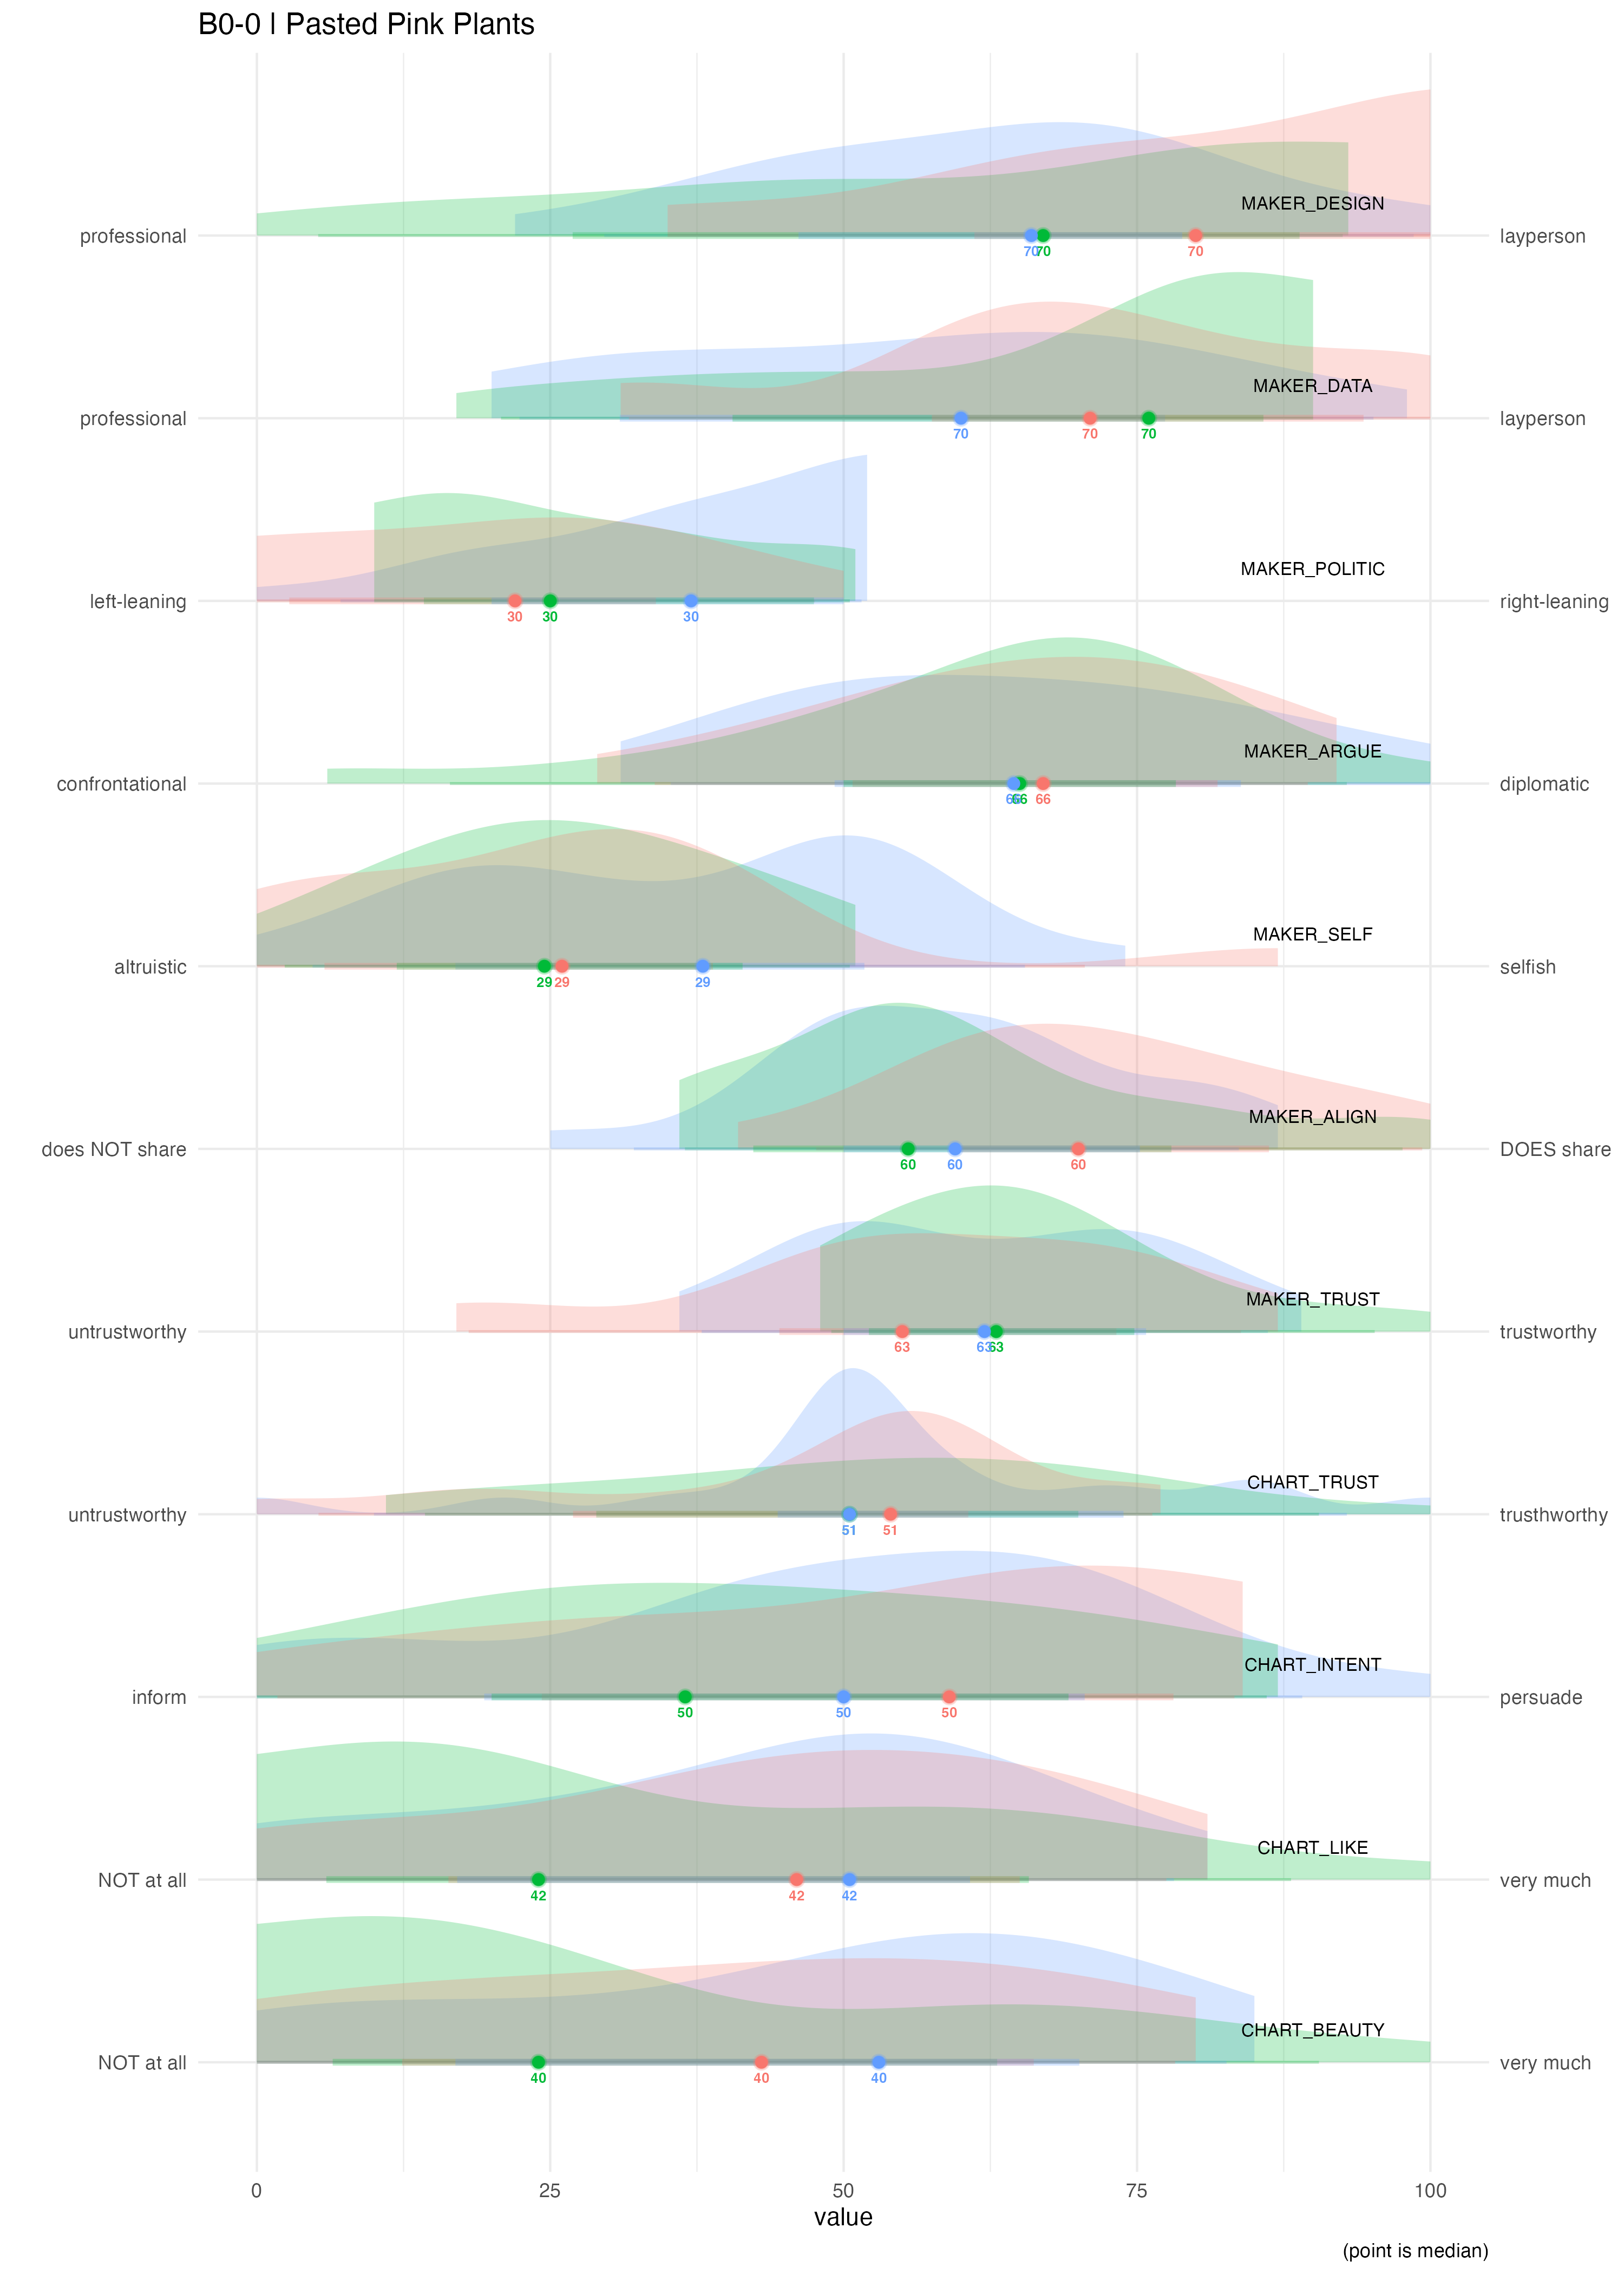 B0-0 | Pasted Pink Plants
MAKER_DESIGN
professional layperson
70 70 70
MAKER_DATA
professional layperson
70 70 70
MAKER_POLITIC
left-leaning right-leaning
30 30 30
MAKER_ARGUE
confrontational diplomatic
66 66 66
MAKER_SELF
altruistic selfish
29 29 29
MAKER_ALIGN
does NOT share DOES share
60 60 60
MAKER_TRUST
untrustworthy trustworthy
63 63 63
CHART_TRUST
untrustworthy trusthworthy
51 51
CHART_INTENT
inform persuade
50 50 50
CHART_LIKE
NOT at all very much
42 42 42
CHART_BEAUTY
NOT at all very much
40 40 40
0 25 50 75 100
value
(point is median)